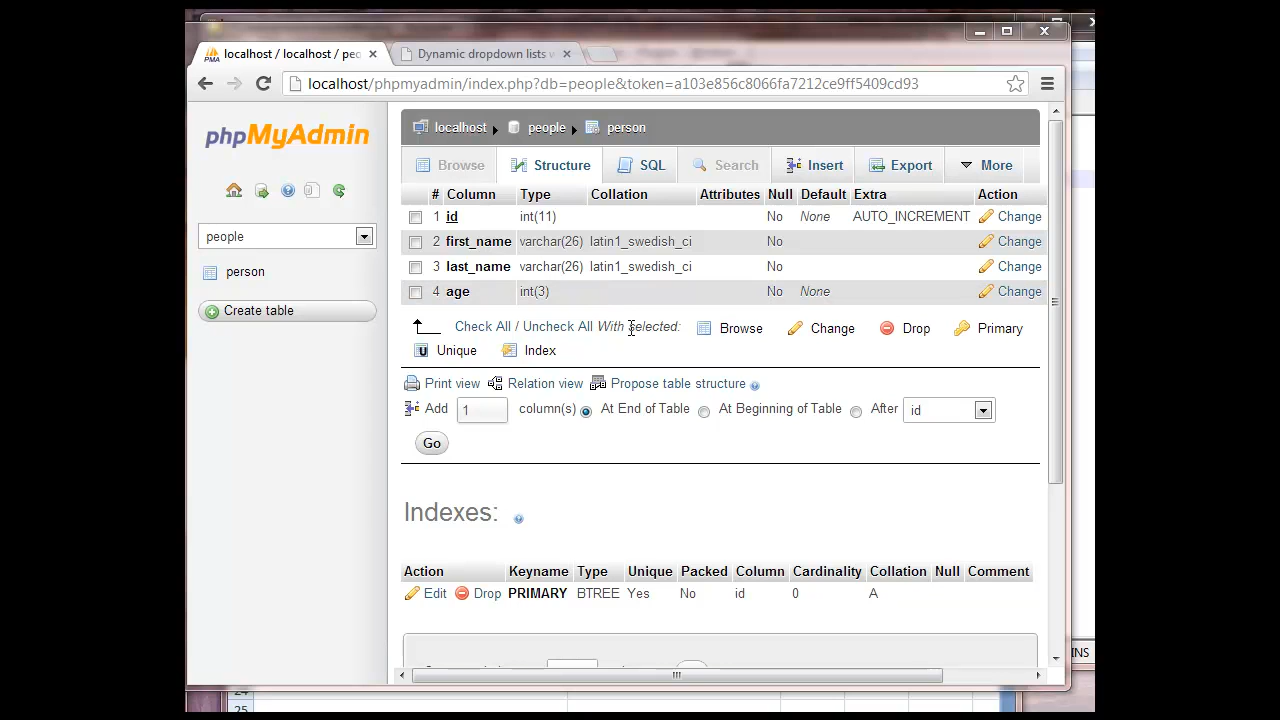 localhost / localhost / peo
Dynamic dropdown lists w
localhost/phpmyadmin/index.php?db=people&token=a103e856c8066fa7212ce9ff5409cd93
phpMyAdmin
people
person
Create table
localhost people person
Browse Structure SQL Search Insert Export More
# Column Type Collation Attributes Null Default Extra Action
1 id int(11) No None AUTO_INCREMENT Change
2 first_name varchar(26) latin1_swedish_ci No Change
3 last_name varchar(26) latin1_swedish_ci No Change
4 age int(3) No None Change
Check All / Uncheck All With selected: Browse Change Drop Primary
Unique Index
Print view Relation view Propose table structure
Add 1 column(s) At End of Table At Beginning of Table After id
Go
Indexes:
Action Keyname Type Unique Packed Column Cardinality Collation Null Comment
Edit Drop PRIMARY BTREE Yes No id 0 A
INS
24
25